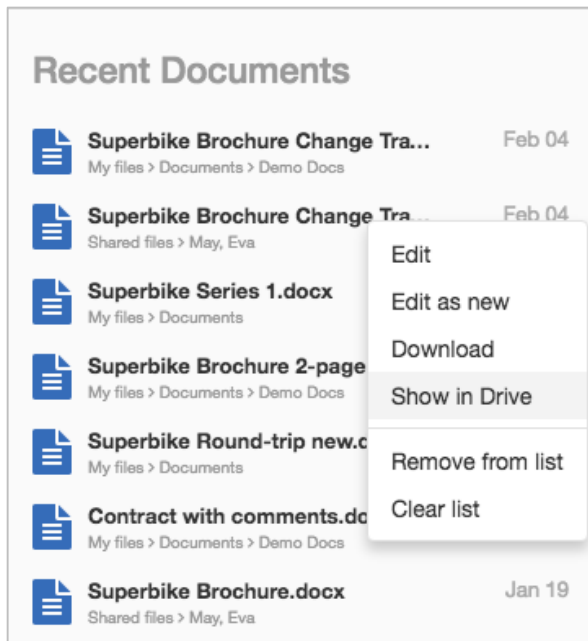 Recent Documents
Superbike Brochure Change Tra... Feb 04
My files > Documents > Demo Docs
Superbike Brochure Change Tra... Feb 04
Shared files > May, Eva
Edit
Superbike Series 1.docx
Edit as new
My files > Documents
Download
Superbike Brochure 2-page
My files > Documents > Demo Docs
Show in Drive
Superbike Round-trip new.d
My files > Documents
Remove from list
Contract with comments.do
Clear list
My files > Documents > Demo Docs
Superbike Brochure.docx Jan 19
Shared files > May, Eva